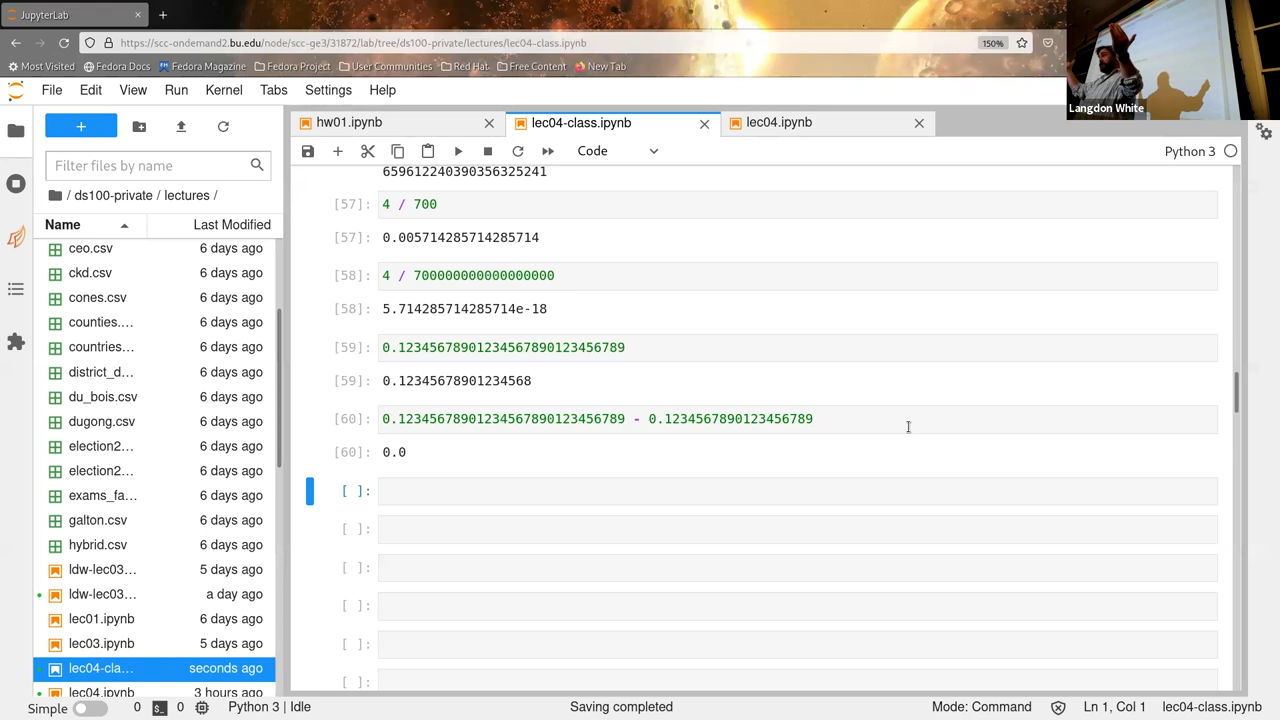 JupyterLab
https://scc-ondemand2.bu.edu/node/scc-ge3/31872/lab/tree/ds100-private/lectures/lec04-class.ipynb
150%
Most Visited
Fedora Docs
Fedora Magazine
Fedora Project
User Communities
Red Hat
Free Content
New Tab
Langdon White
File
Edit
View
Run
Kernel
Tabs
Settings
Help
+
Filter files by name
/ ds100-private / lectures /
Name
Last Modified
ceo.csv 6 days ago
ckd.csv 6 days ago
cones.csv 6 days ago
counties.... 6 days ago
countries... 6 days ago
district_d... 6 days ago
du_bois.csv 6 days ago
dugong.csv 6 days ago
election2... 6 days ago
election2... 6 days ago
exams_fa... 6 days ago
galton.csv 6 days ago
hybrid.csv 6 days ago
ldw-lec03... 5 days ago
ldw-lec03... a day ago
lec01.ipynb 6 days ago
lec03.ipynb 5 days ago
lec04-cla... seconds ago
lec04.ipynb 3 hours ago
hw01.ipynb
lec04-class.ipynb
lec04.ipynb
Code
Python 3
659612240390356325241
[57]: 4 / 700
[57]: 0.005714285714285714
[58]: 4 / 700000000000000000
[58]: 5.714285714285714e-18
[59]: 0.12345678901234567890123456789
[59]: 0.12345678901234568
[60]: 0.12345678901234567890123456789 - 0.1234567890123456789
[60]: 0.0
[ ]:
[ ]:
[ ]:
[ ]:
[ ]:
[ ]:
Simple
0
$_
0
Python 3 | Idle
Saving completed
Mode: Command
Ln 1, Col 1
lec04-class.ipynb